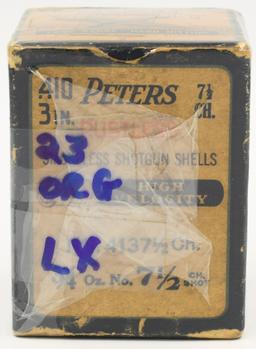 410 PETERS 7½
3 IN. CH.
23
SHOTGUN SHELLS
ORG
HIGH
VELOCITY
LX
4137½ CH.
¾ OZ. NO. 7½ CH. SHOT